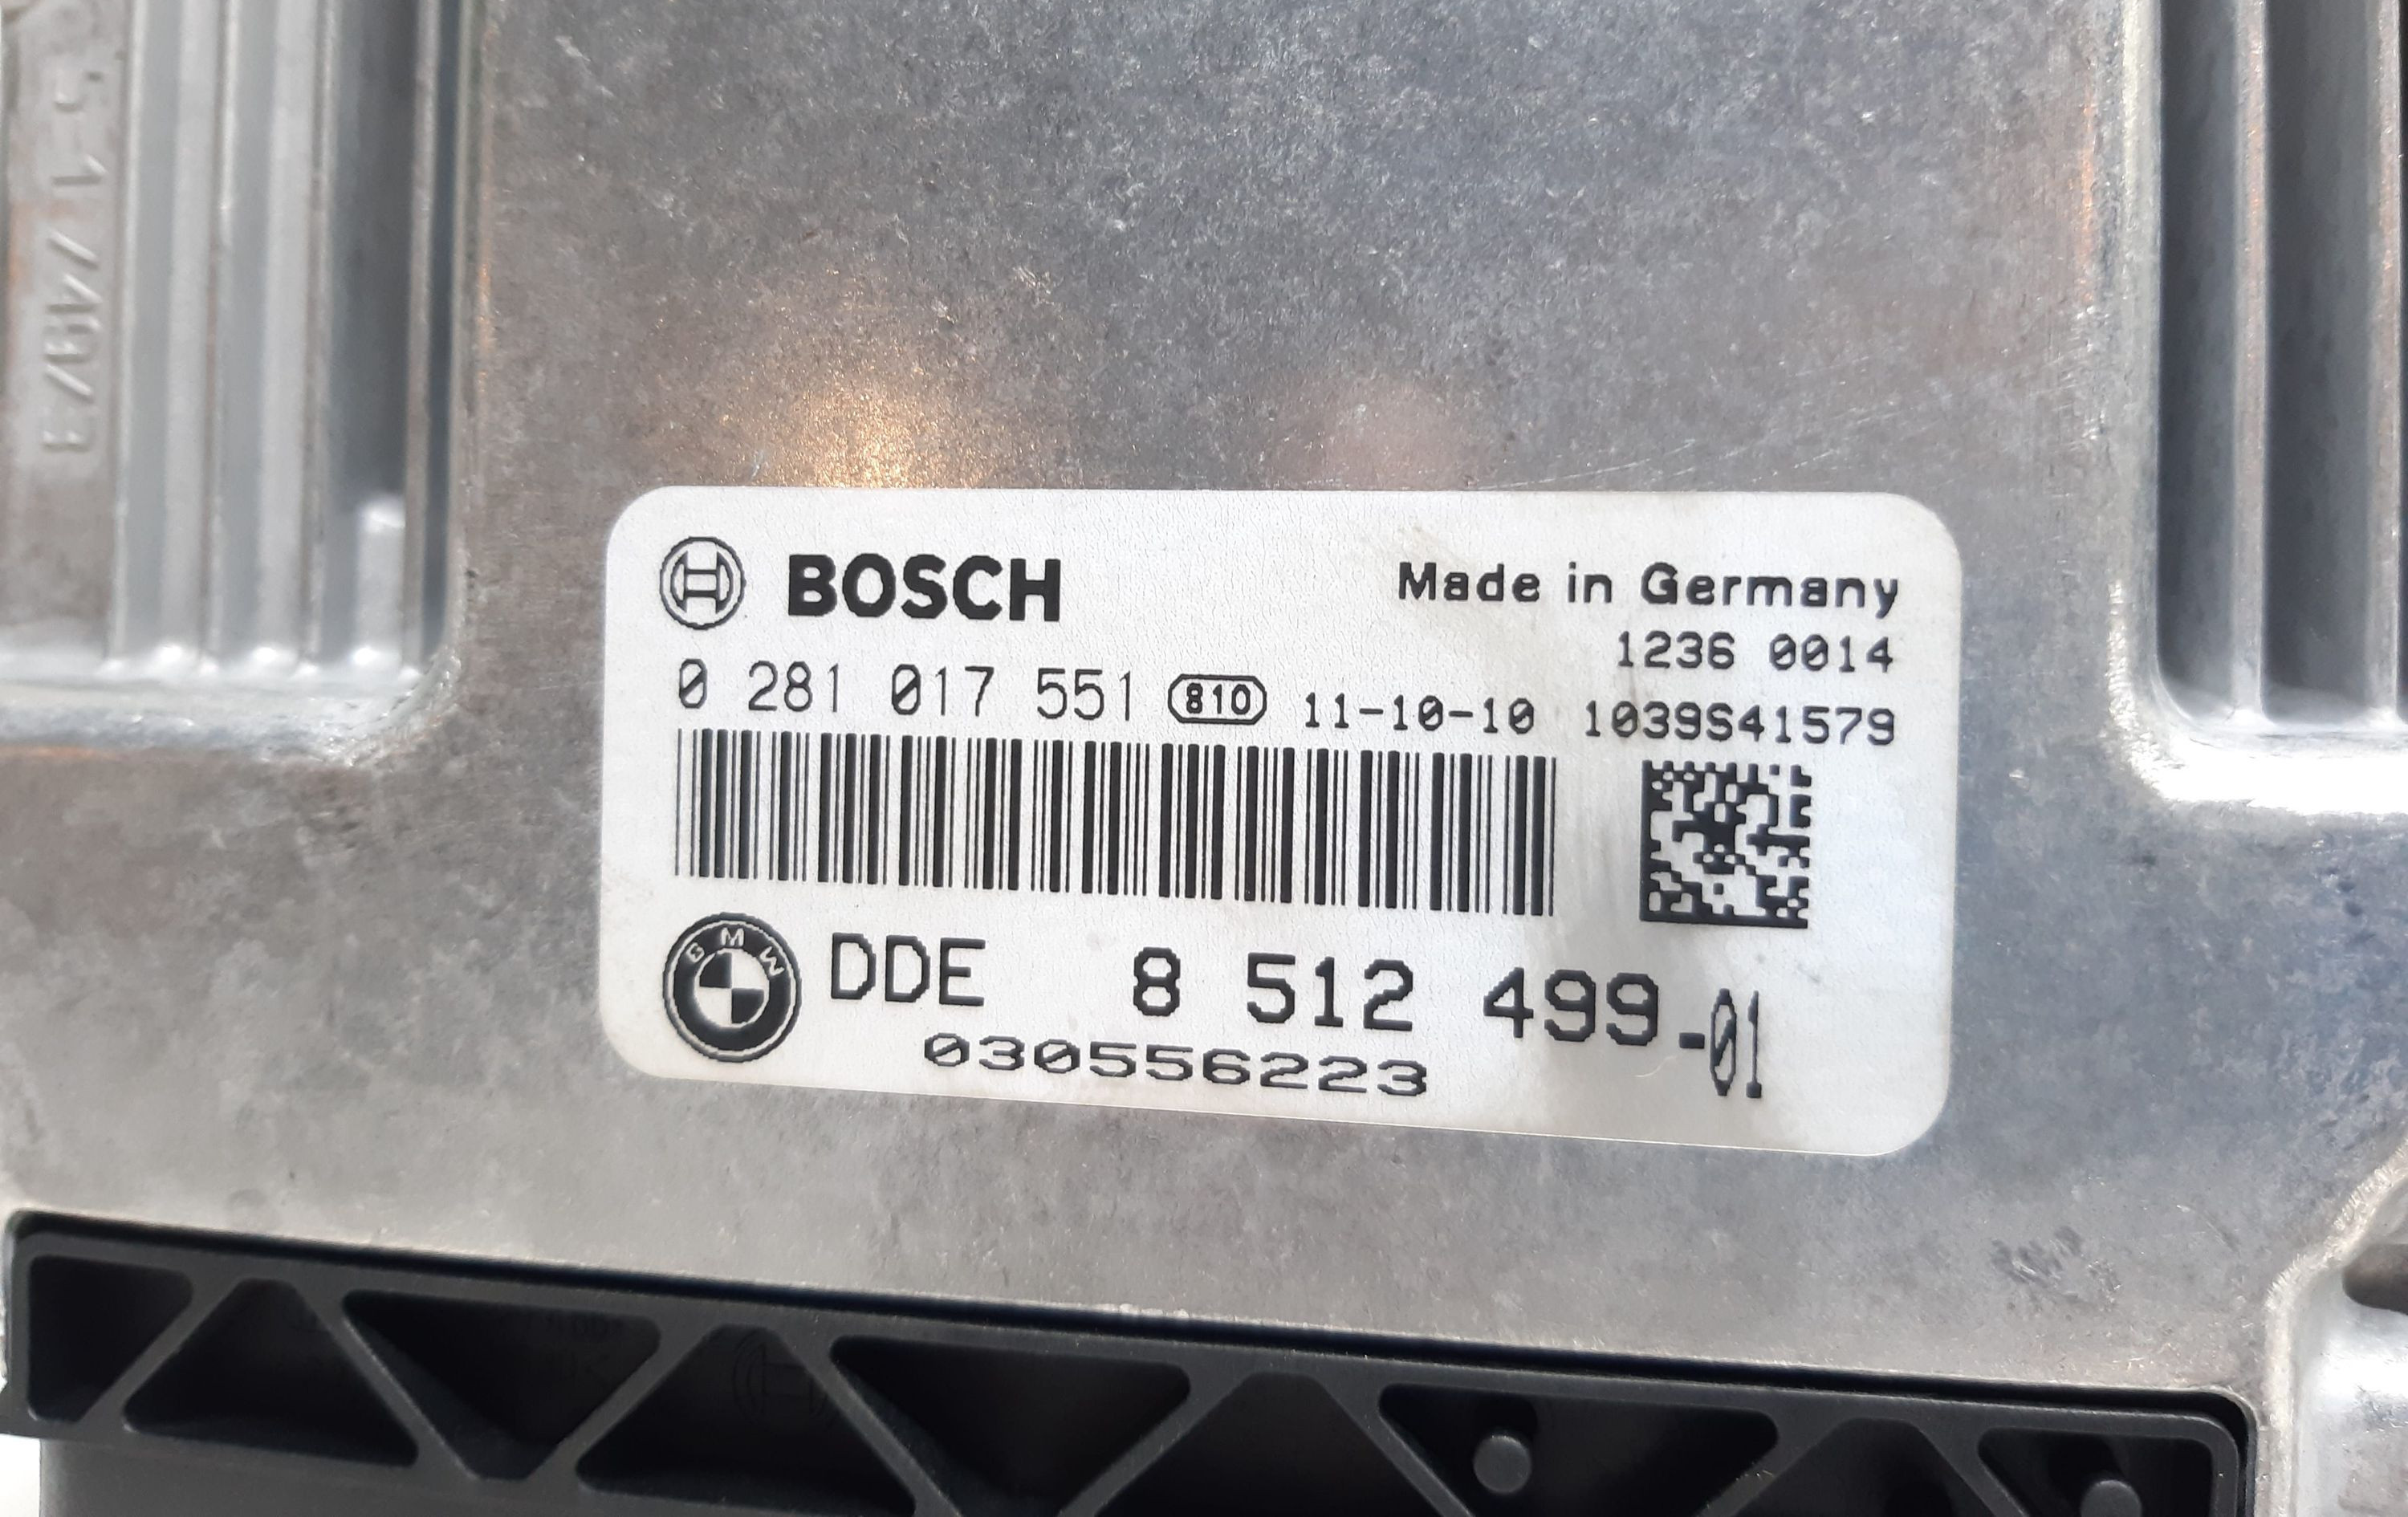 BOSCH
Made in Germany
1236 0014
0 281 017 551 810 11-10-10 1039S41579
BMW
DDE 8 512 499-01
030556223